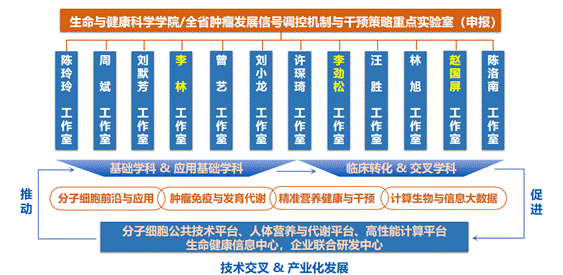 生命与健康科学学院/全省肿瘤发展信号调控机制与干预策略重点实验室（申报）
陈玲玲 工作室
周斌 工作室
刘默芳 工作室
李林 工作室
曾艺 工作室
刘小龙 工作室
许琛琦 工作室
李劲松 工作室
汪胜 工作室
林旭 工作室
赵国屏 工作室
陈洛南 工作室
基础学科 & 应用基础学科
临床转化 & 交叉学科
推动
促进
分子细胞前沿与应用
肿瘤免疫与发育代谢
精准营养健康与干预
计算生物与信息大数据
分子细胞公共技术平台、人体营养与代谢平台、高性能计算平台
生命健康信息中心，企业联合研发中心
技术交叉 & 产业化发展